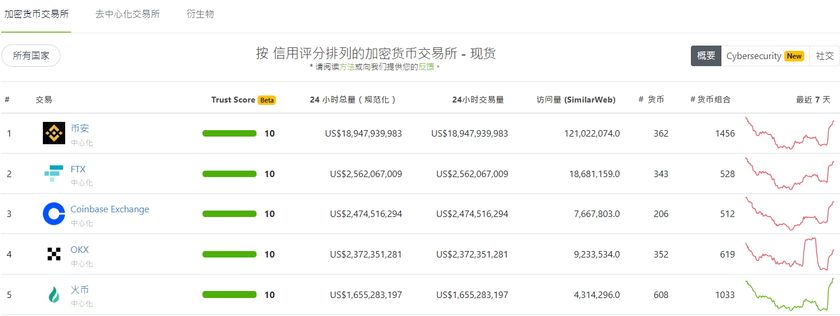 加密货币交易所 去中心化交易所 衍生物
所有国家
按 信用评分排列的加密货币交易所 - 现货
* 请阅读方法或向我们提供您的反馈。
概要 Cybersecurity New 社交
# 交易 Trust Score Beta 24 小时总量（规范化） 24小时交易量 访问量 (SimilarWeb) # 货币 # 货币组合 最近 7 天
1 币安 10 US$18,947,939,983 US$18,947,939,983 121,022,074.0 362 1456
中心化
2 FTX 10 US$2,562,067,009 US$2,562,067,009 18,681,159.0 343 528
中心化
3 Coinbase Exchange 10 US$2,474,516,294 US$2,474,516,294 7,667,803.0 206 512
中心化
4 OKX 10 US$2,372,351,281 US$2,372,351,281 9,233,534.0 352 619
中心化
5 火币 10 US$1,655,283,197 US$1,655,283,197 4,314,296.0 608 1033
中心化